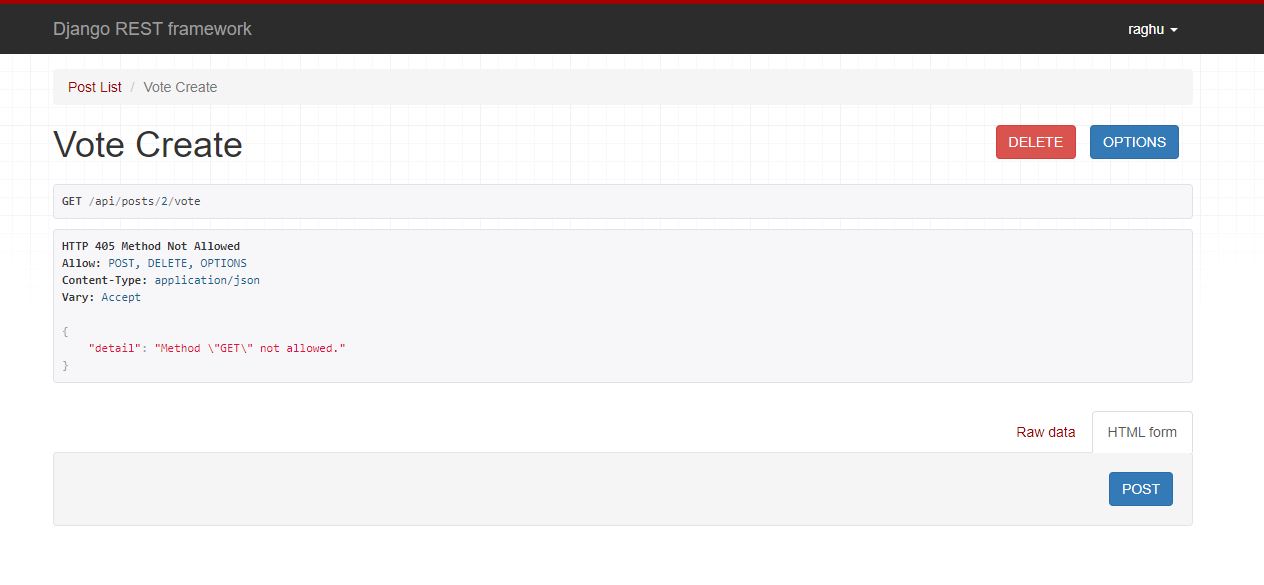 Django REST framework
raghu
Post List / Vote Create
Vote Create
DELETE
OPTIONS
GET /api/posts/2/vote
HTTP 405 Method Not Allowed
Allow: POST, DELETE, OPTIONS
Content-Type: application/json
Vary: Accept
{
"detail": "Method \"GET\" not allowed."
}
Raw data
HTML form
POST